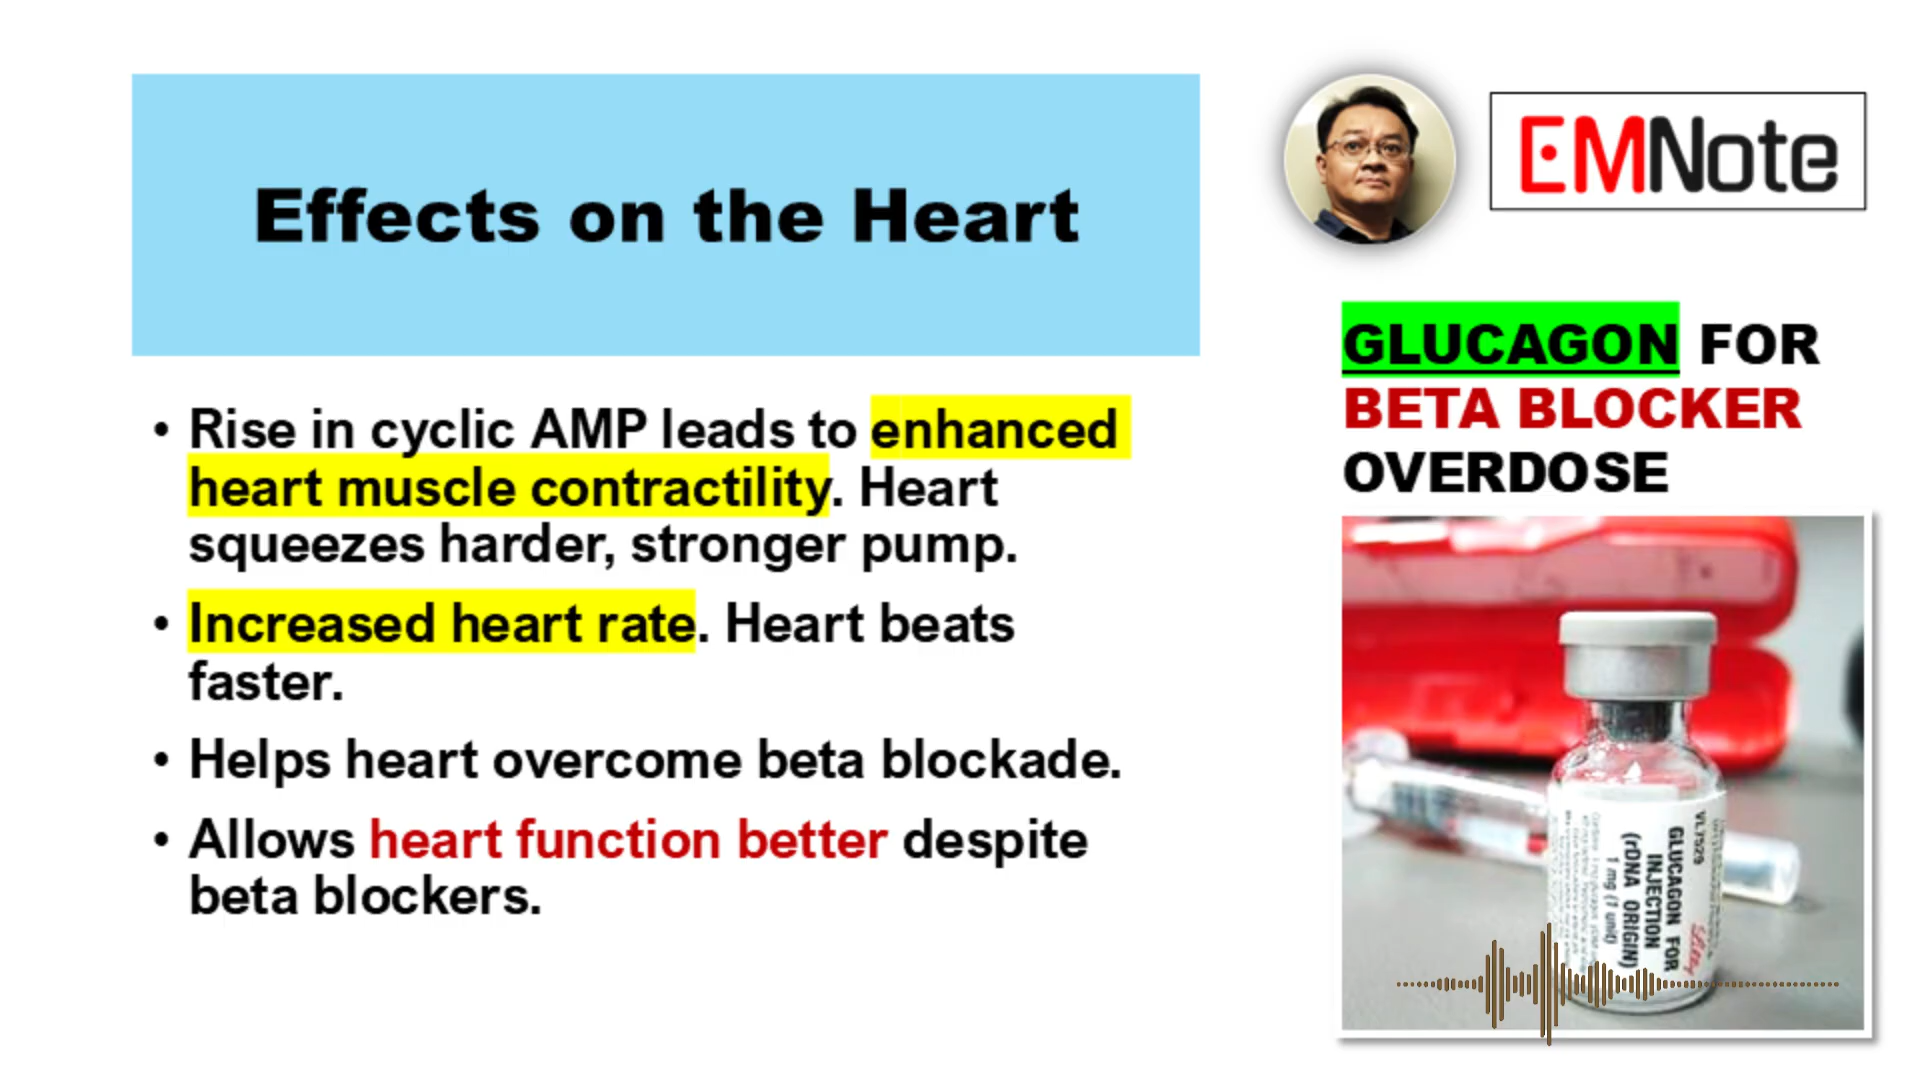 Effects on the Heart
• Rise in cyclic AMP leads to enhanced
heart muscle contractility. Heart
squeezes harder, stronger pump.
• Increased heart rate. Heart beats
faster.
• Helps heart overcome beta blockade.
• Allows heart function better despite
beta blockers.
EMNote
GLUCAGON FOR
BETA BLOCKER
OVERDOSE
VL7529
GLUCAGON FOR
INJECTION
(rDNA ORIGIN)
1 mg (1 unit)
Lilly